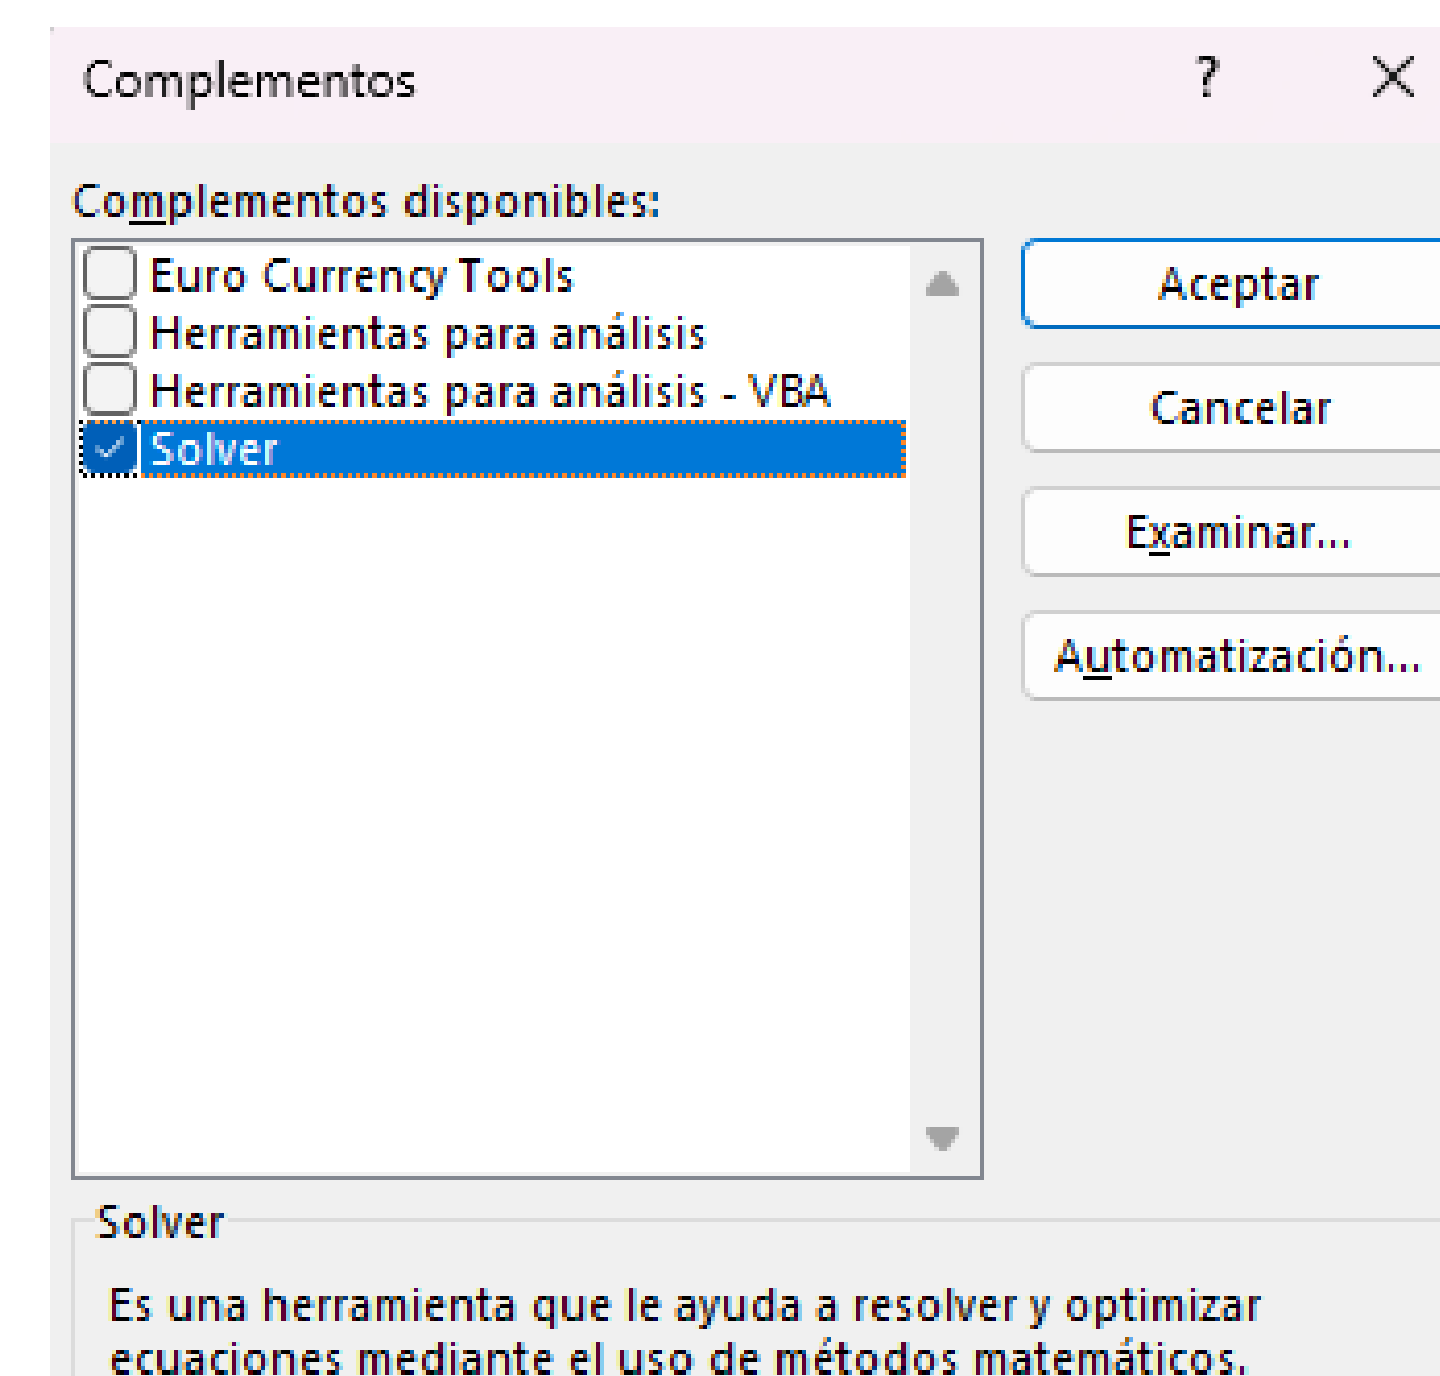 Complementos ?
Complementos disponibles:
Euro Currency Tools
Herramientas para análisis
Herramientas para análisis - VBA
Solver
Aceptar
Cancelar
Examinar...
Automatización...
Solver
Es una herramienta que le ayuda a resolver y optimizar
ecuaciones mediante el uso de métodos matemáticos.